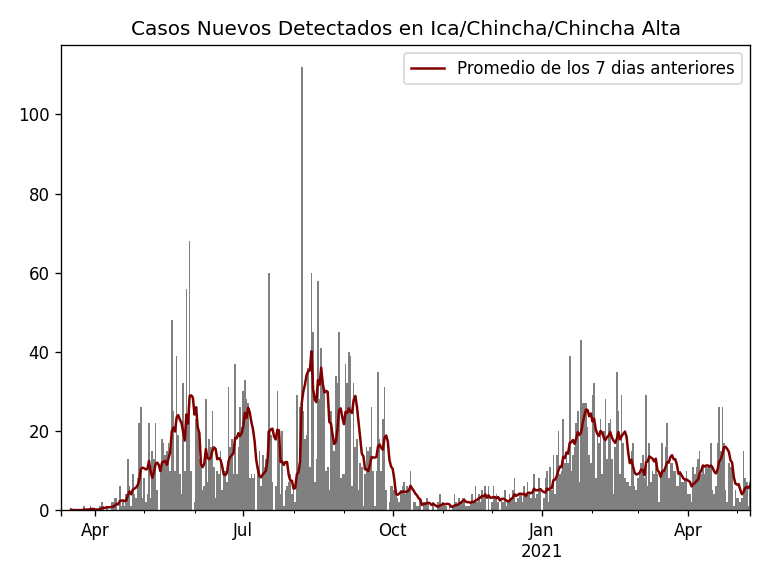 Casos Nuevos Detectados en Ica/Chincha/Chincha Alta
Promedio de los 7 dias anteriores
100
80
60
40
20
0
Apr Jul Oct Jan Apr
2021